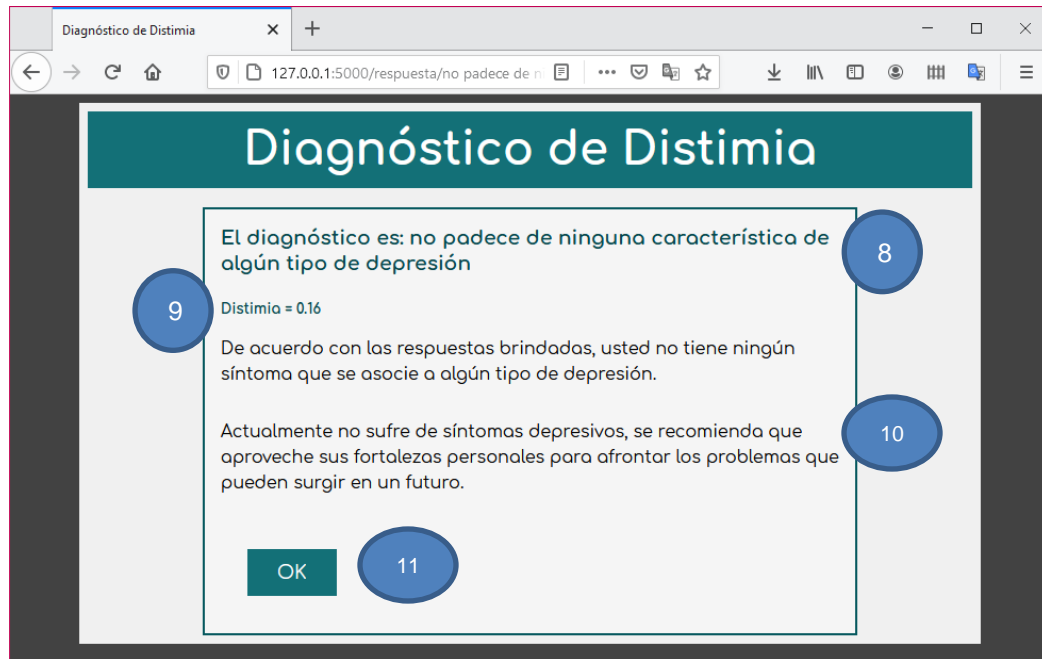 Diagnóstico de Distimia
127.0.0.1:5000/respuesta/no padece de n
Diagnóstico de Distimia
El diagnóstico es: no padece de ninguna característica de
algún tipo de depresión
8
9
Distimia = 0.16
De acuerdo con las respuestas brindadas, usted no tiene ningún
síntoma que se asocie a algún tipo de depresión.
Actualmente no sufre de síntomas depresivos, se recomienda que
aproveche sus fortalezas personales para afrontar los problemas que
pueden surgir en un futuro.
10
OK
11